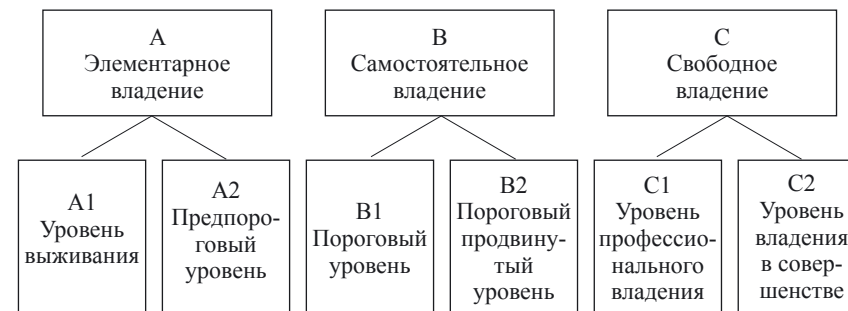 A
Элементарное
владение
B
Самостоятельное
владение
C
Свободное
владение
A1
Уровень
выживания
A2
Предпоро-
говый
уровень
B1
Пороговый
уровень
B2
Пороговый
продвину-
тый
уровень
C1
Уровень
профессио-
нального
владения
C2
Уровень
владения
в совер-
шенстве